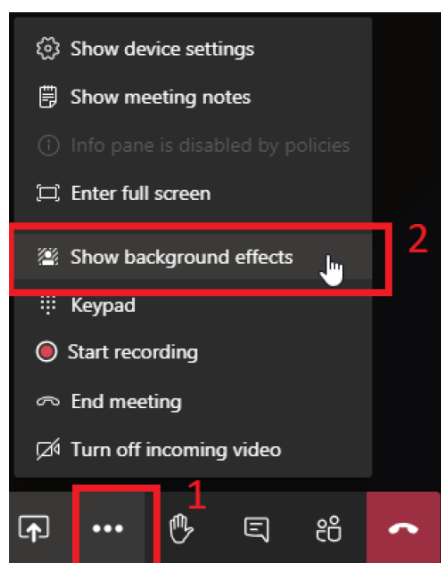 Show device settings
Show meeting notes
Info pane is disabled by policies
Enter full screen
Show background effects
2
Keypad
Start recording
End meeting
Turn off incoming video
1